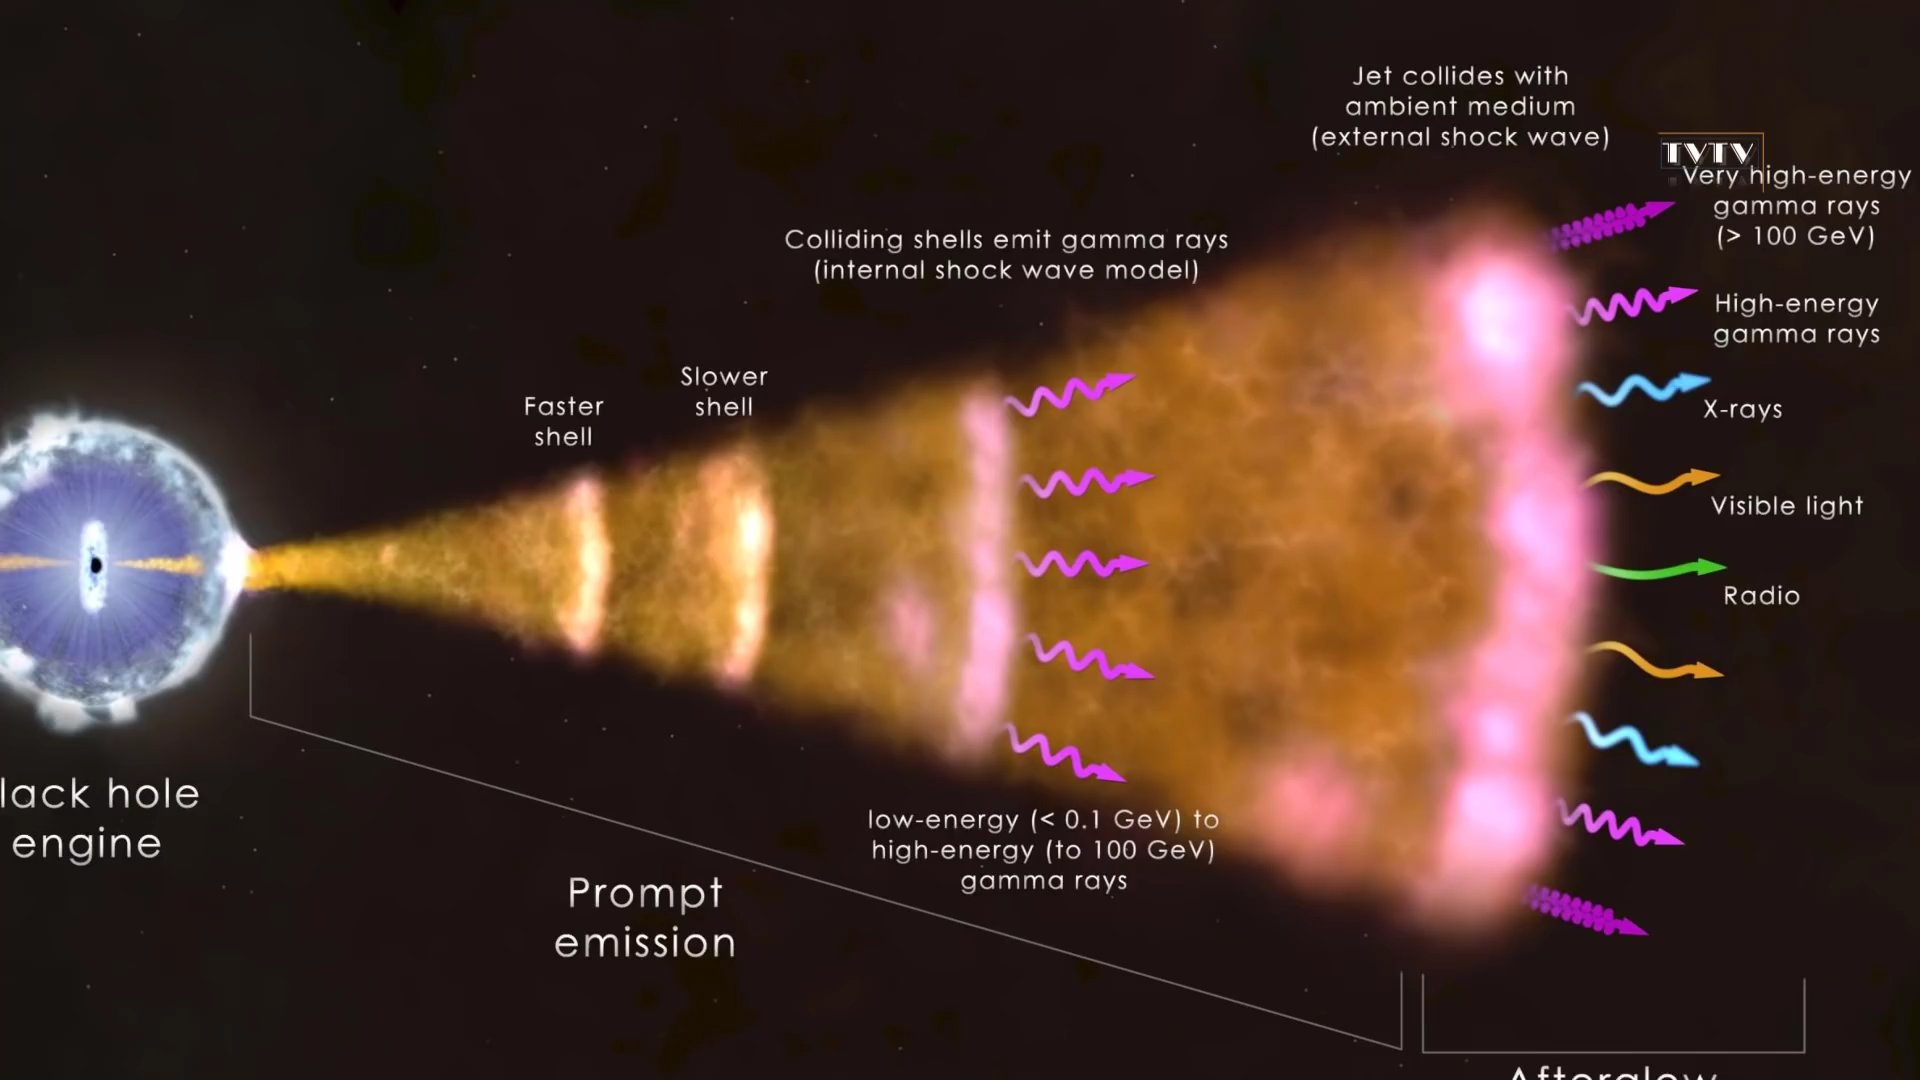 Jet collides with
ambient medium
(external shock wave)
TVTV
Very high-energy
gamma rays
(> 100 GeV)
Colliding shells emit gamma rays
(internal shock wave model)
High-energy
gamma rays
Slower
shell
Faster
shell
X-rays
Visible light
Radio
lack hole
engine
low-energy (< 0.1 GeV) to
high-energy (to 100 GeV)
gamma rays
Prompt
emission
Afterglow